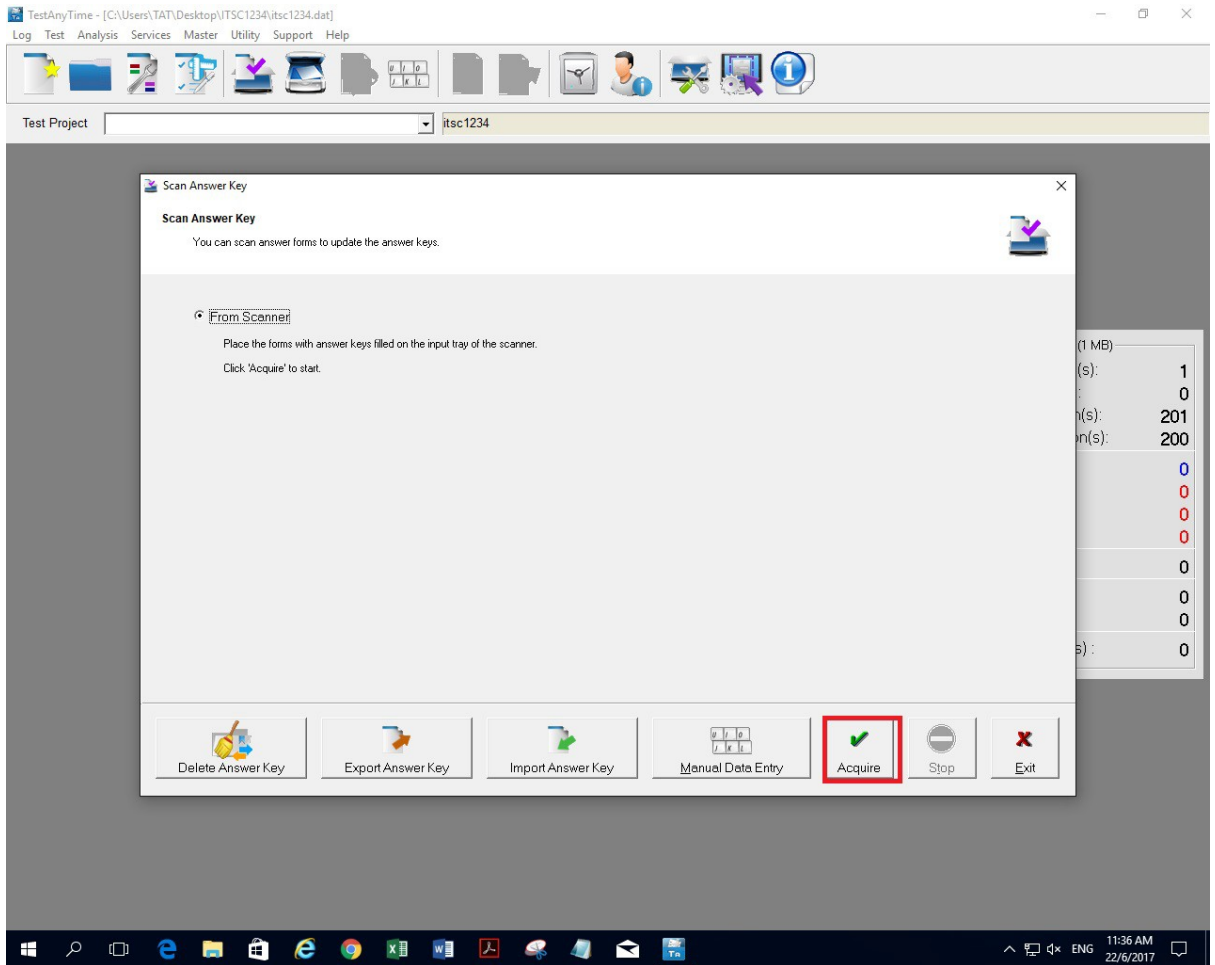 TestAnyTime - [C:\Users\TAT\Desktop\ITSC1234\itsc1234.dat]
Log Test Analysis Services Master Utility Support Help
Test Project itsc1234
Scan Answer Key
Scan Answer Key
You can scan answer forms to update the answer keys.
From Scanner
Place the forms with answer keys filled on the input tray of the scanner.
Click 'Acquire' to start.
(1 MB)
(s): 1
: 0
n(s): 201
on(s): 200
0
0
0
0
0
0
0
s) : 0
Delete Answer Key Export Answer Key Import Answer Key Manual Data Entry Acquire Stop Exit
ENG 11:36 AM
22/6/2017